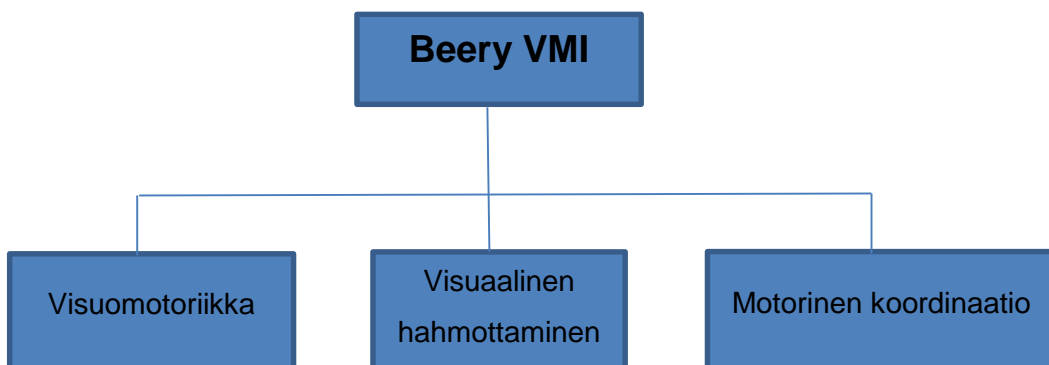 Beery VMI
Visuomotoriikka
Visuaalinen
hahmottaminen
Motorinen koordinaatio